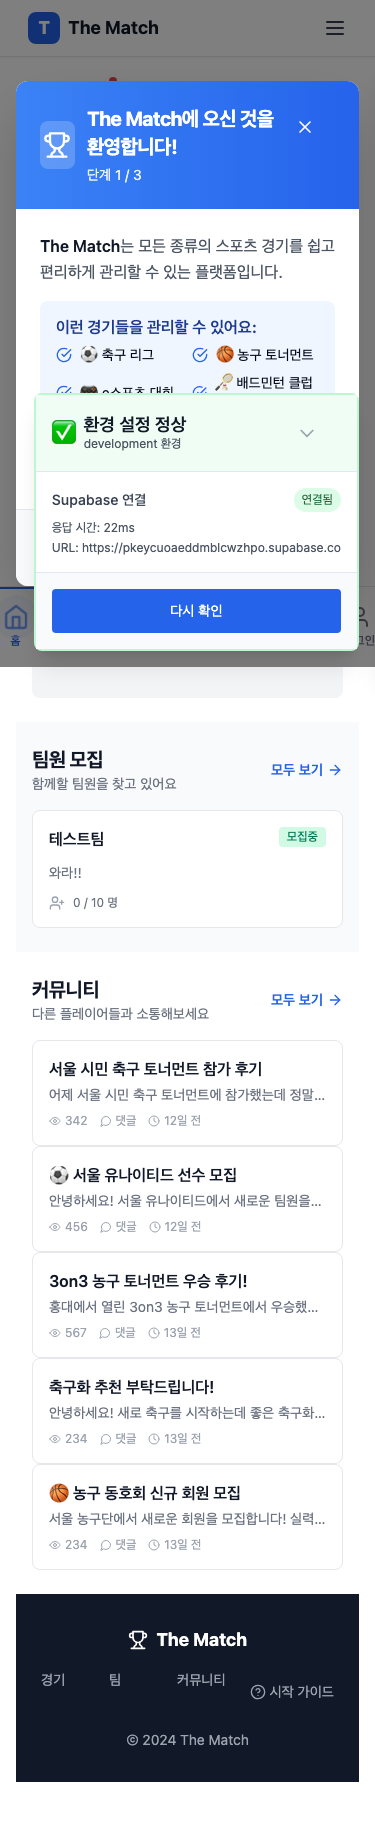 T The Match
The Match에 오신 것을
환영합니다!
단계 1 / 3
The Match는 모든 종류의 스포츠 경기를 쉽고
편리하게 관리할 수 있는 플랫폼입니다.
이런 경기들을 관리할 수 있어요:
⚽ 축구 리그
🏀 농구 토너먼트
🎮 e스포츠 대회
🏸 배드민턴 클럽
✅ 환경 설정 정상
development 환경
Supabase 연결
연결됨
응답 시간: 22ms
URL: https://pkeycuoaeddmblcwzhpo.supabase.co
다시 확인
홈
그인
팀원 모집
함께할 팀원을 찾고 있어요
모두 보기 →
테스트팀
모집중
와라!!
0 / 10 명
커뮤니티
다른 플레이어들과 소통해보세요
모두 보기 →
서울 시민 축구 토너먼트 참가 후기
어제 서울 시민 축구 토너먼트에 참가했는데 정말...
342 댓글 12일 전
⚽ 서울 유나이티드 선수 모집
안녕하세요! 서울 유나이티드에서 새로운 팀원을...
456 댓글 12일 전
3on3 농구 토너먼트 우승 후기!
홍대에서 열린 3on3 농구 토너먼트에서 우승했...
567 댓글 13일 전
축구화 추천 부탁드립니다!
안녕하세요! 새로 축구를 시작하는데 좋은 축구화...
234 댓글 13일 전
🏀 농구 동호회 신규 회원 모집
서울 농구단에서 새로운 회원을 모집합니다! 실력...
234 댓글 13일 전
The Match
경기 팀 커뮤니티 시작 가이드
© 2024 The Match